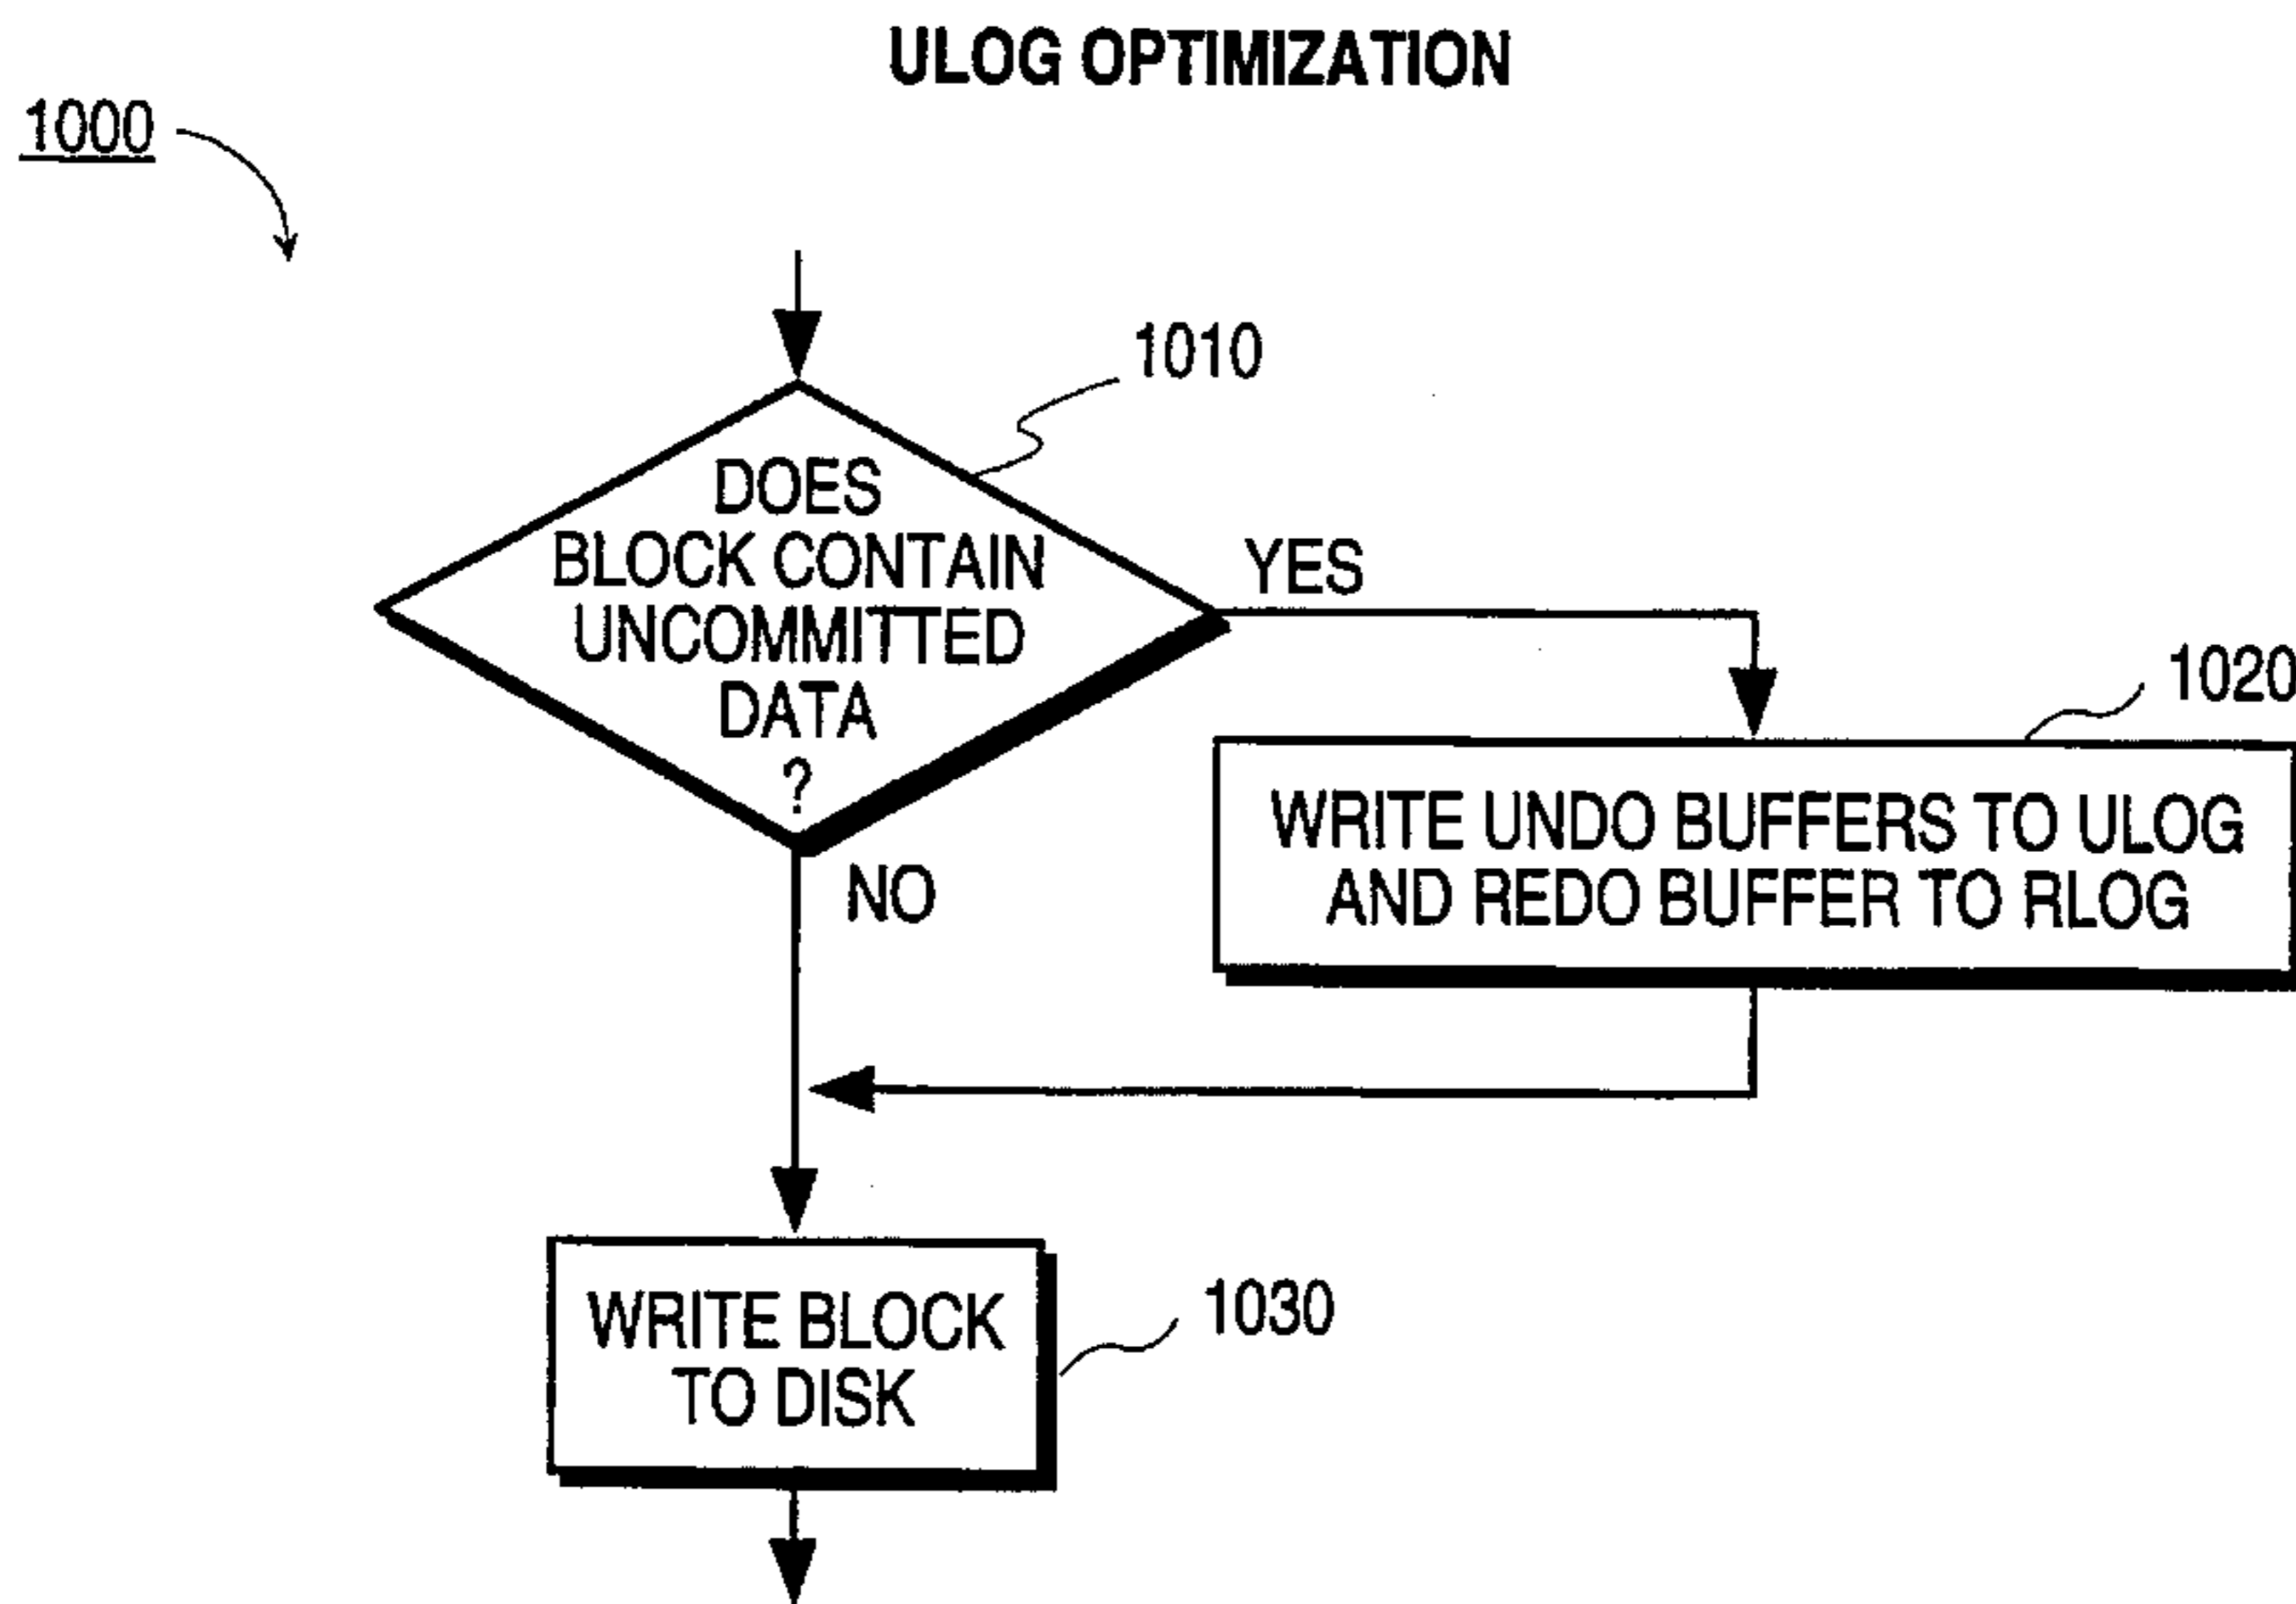 ULOG OPTIMIZATION
1000
1010
DOES
BLOCK CONTAIN
UNCOMMITTED
DATA
?
YES
NO
1020
WRITE UNDO BUFFERS TO ULOG
AND REDO BUFFER TO RLOG
WRITE BLOCK
TO DISK
1030